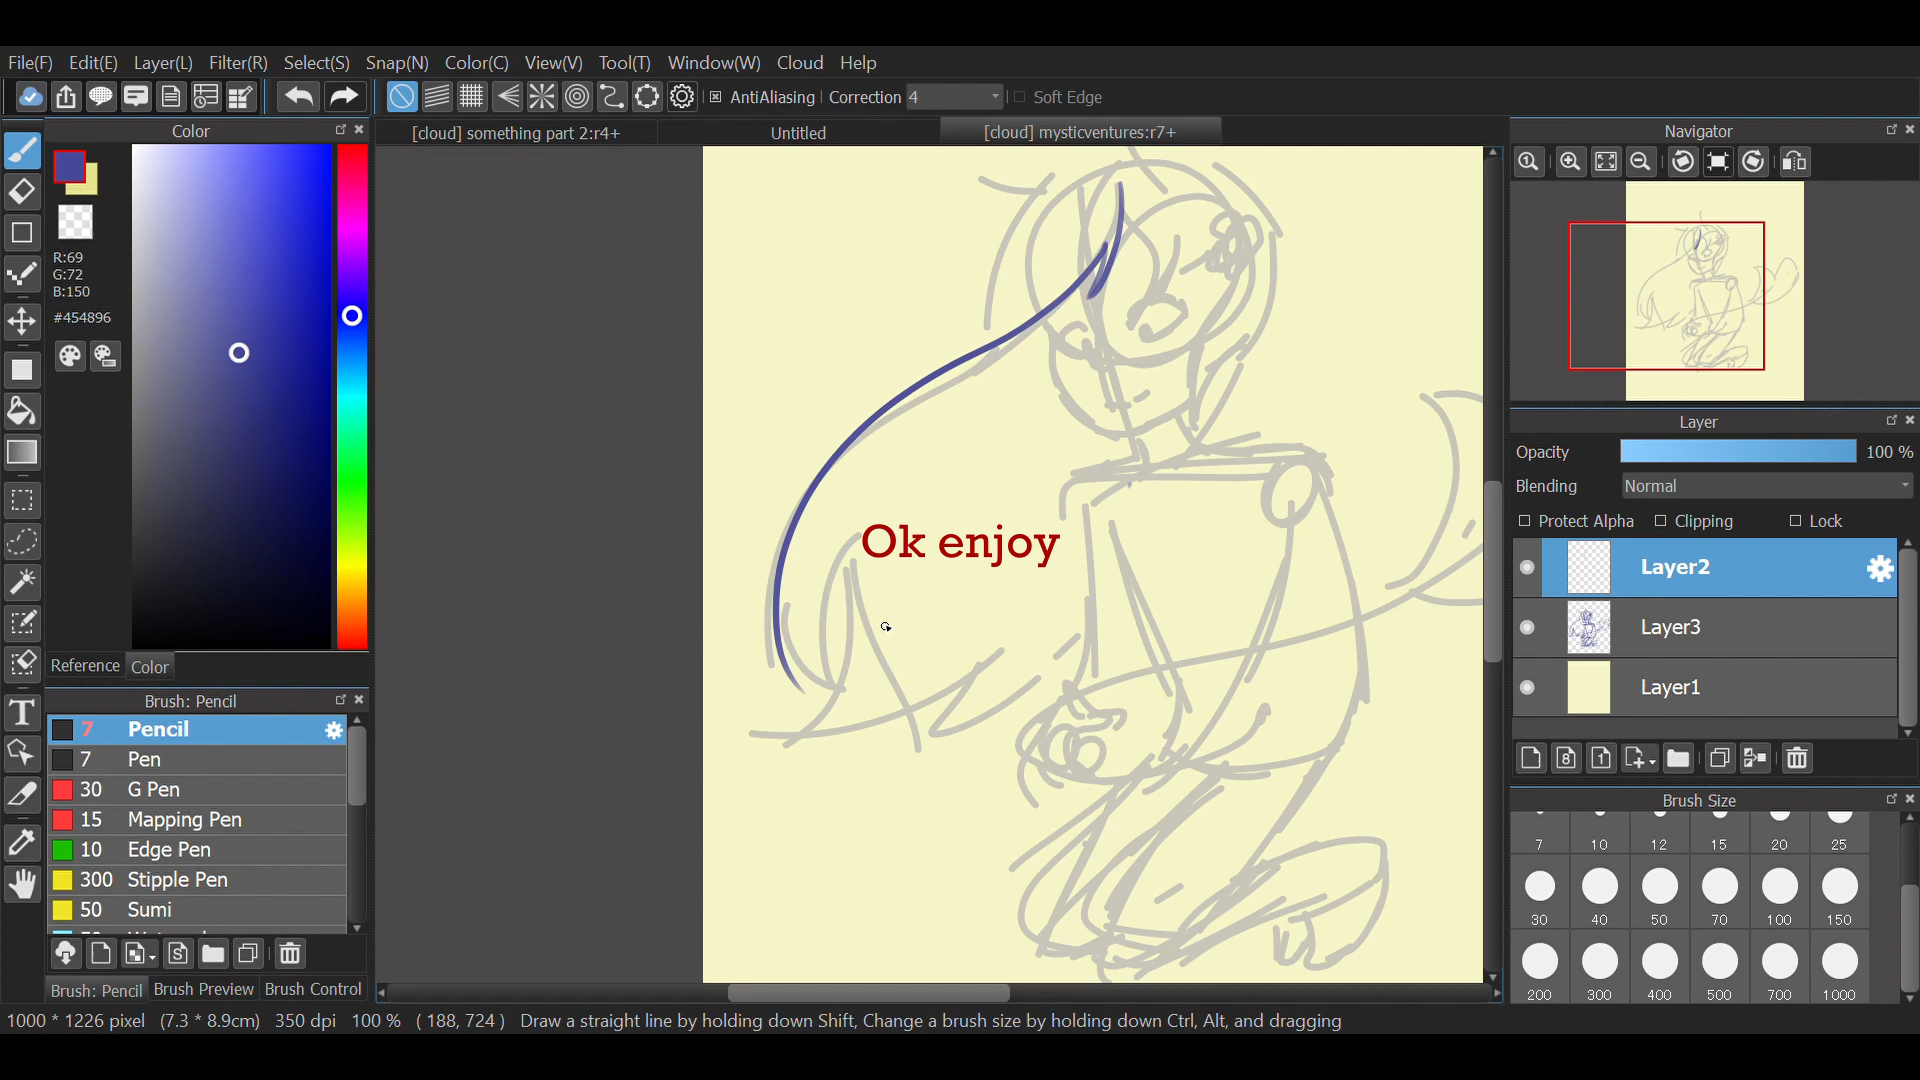 File(F) Edit(E) Layer(L) Filter(R) Select(S) Snap(N) Color(C) View(V) Tool(T) Window(W) Cloud Help
AntiAliasing Correction 4 Soft Edge
Color
[cloud] something part 2:r4+ Untitled [cloud] mysticventures:r7+
Navigator
R:69
G:72
B:150
#454896
Reference Color
Brush: Pencil
7 Pencil
7 Pen
30 G Pen
15 Mapping Pen
10 Edge Pen
300 Stipple Pen
50 Sumi
Brush: Pencil Brush Preview Brush Control
Ok enjoy
Layer
Opacity 100 %
Blending Normal
Protect Alpha Clipping Lock
Layer2
Layer3
Layer1
8 1
Brush Size
7 10 12 15 20 25
30 40 50 70 100 150
200 300 400 500 700 1000
1000 * 1226 pixel (7.3 * 8.9cm) 350 dpi 100 % ( 188, 724 ) Draw a straight line by holding down Shift, Change a brush size by holding down Ctrl, Alt, and dragging